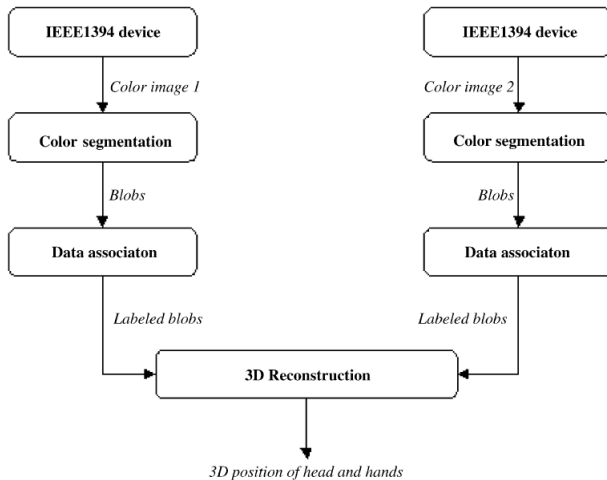 IEEE1394 device
IEEE1394 device
Color image 1
Color image 2
Color segmentation
Color segmentation
Blobs
Blobs
Data associaton
Data associaton
Labeled blobs
Labeled blobs
3D Reconstruction
3D position of head and hands